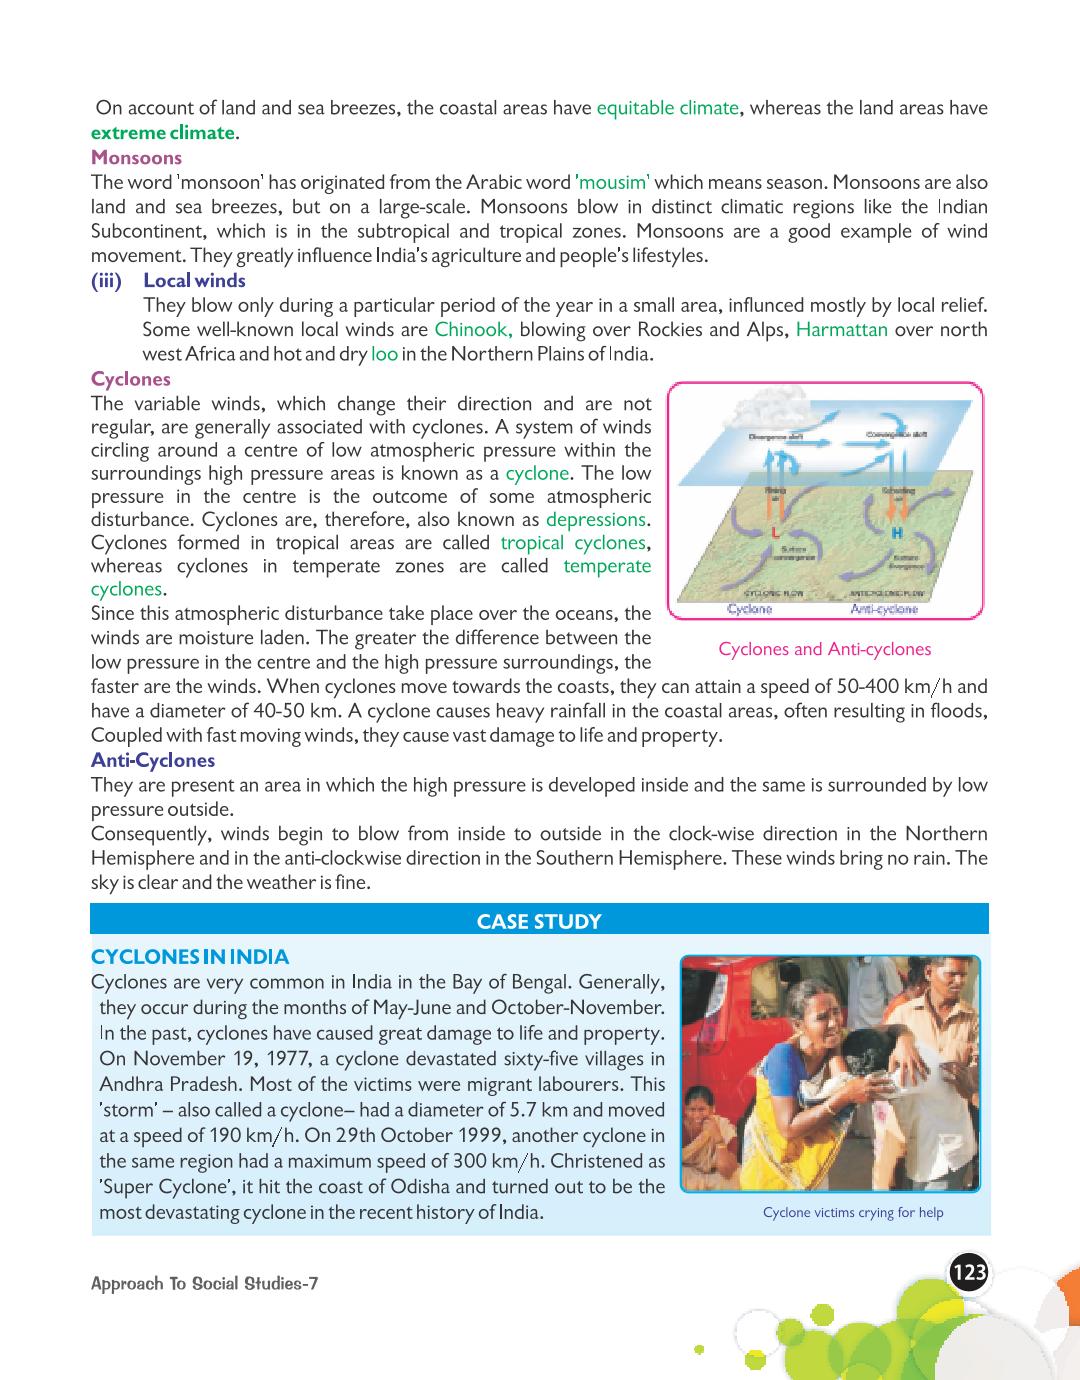 On account of land and sea breezes, the coastal areas have equitable climate, whereas the land areas have
extreme climate.
Monsoons
The word 'monsoon' has originated from the Arabic word 'mousim' which means season. Monsoons are also
land and sea breezes, but on a large-scale. Monsoons blow in distinct climatic regions like the Indian
Subcontinent, which is in the subtropical and tropical zones. Monsoons are a good example of wind
movement. They greatly influence India's agriculture and people's lifestyles.
(iii) Local winds
They blow only during a particular period of the year in a small area, influnced mostly by local relief.
Some well-known local winds are Chinook, blowing over Rockies and Alps, Harmattan over north
west Africa and hot and dry loo in the Northern Plains of India.
Cyclones
The variable winds, which change their direction and are not
regular, are generally associated with cyclones. A system of winds
circling around a centre of low atmospheric pressure within the
surroundings high pressure areas is known as a cyclone. The low
pressure in the centre is the outcome of some atmospheric
disturbance. Cyclones are, therefore, also known as depressions.
Cyclones formed in tropical areas are called tropical cyclones,
whereas cyclones in temperate zones are called temperate
cyclones.
Since this atmospheric disturbance take place over the oceans, the
winds are moisture laden. The greater the difference between the
low pressure in the centre and the high pressure surroundings, the
faster are the winds. When cyclones move towards the coasts, they can attain a speed of 50-400 km/h and
have a diameter of 40-50 km. A cyclone causes heavy rainfall in the coastal areas, often resulting in floods,
Coupled with fast moving winds, they cause vast damage to life and property.
Divergence aloft
Convergence aloft
Rising
air
Subsiding
air
L
H
Surface
convergence
Surface
divergence
CYCLONIC FLOW
ANTICYCLONIC FLOW
Cyclone
Anti-cyclone
Cyclones and Anti-cyclones
Anti-Cyclones
They are present an area in which the high pressure is developed inside and the same is surrounded by low
pressure outside.
Consequently, winds begin to blow from inside to outside in the clock-wise direction in the Northern
Hemisphere and in the anti-clockwise direction in the Southern Hemisphere. These winds bring no rain. The
sky is clear and the weather is fine.
CASE STUDY
CYCLONES IN INDIA
Cyclones are very common in India in the Bay of Bengal. Generally,
they occur during the months of May-June and October-November.
In the past, cyclones have caused great damage to life and property.
On November 19, 1977, a cyclone devastated sixty-five villages in
Andhra Pradesh. Most of the victims were migrant labourers. This
'storm' – also called a cyclone– had a diameter of 5.7 km and moved
at a speed of 190 km/h. On 29th October 1999, another cyclone in
the same region had a maximum speed of 300 km/h. Christened as
'Super Cyclone', it hit the coast of Odisha and turned out to be the
most devastating cyclone in the recent history of India.
Cyclone victims crying for help
Approach To Social Studies-7
123